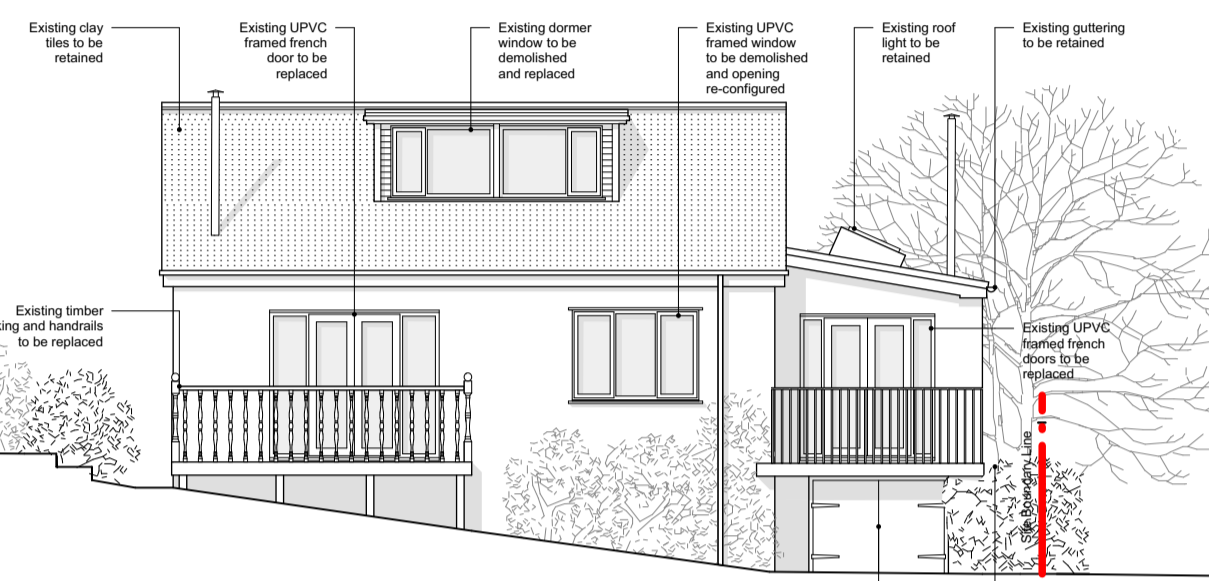 Existing clay
tiles to be
retained
Existing UPVC
framed french
door to be
replaced
Existing dormer
window to be
demolished
and replaced
Existing UPVC
framed window
to be demolished
and opening
re-configured
Existing roof
light to be
retained
Existing guttering
to be retained
Existing timber
king and handrails
to be replaced
Existing UPVC
framed french
doors to be
replaced
Site Boundary Line